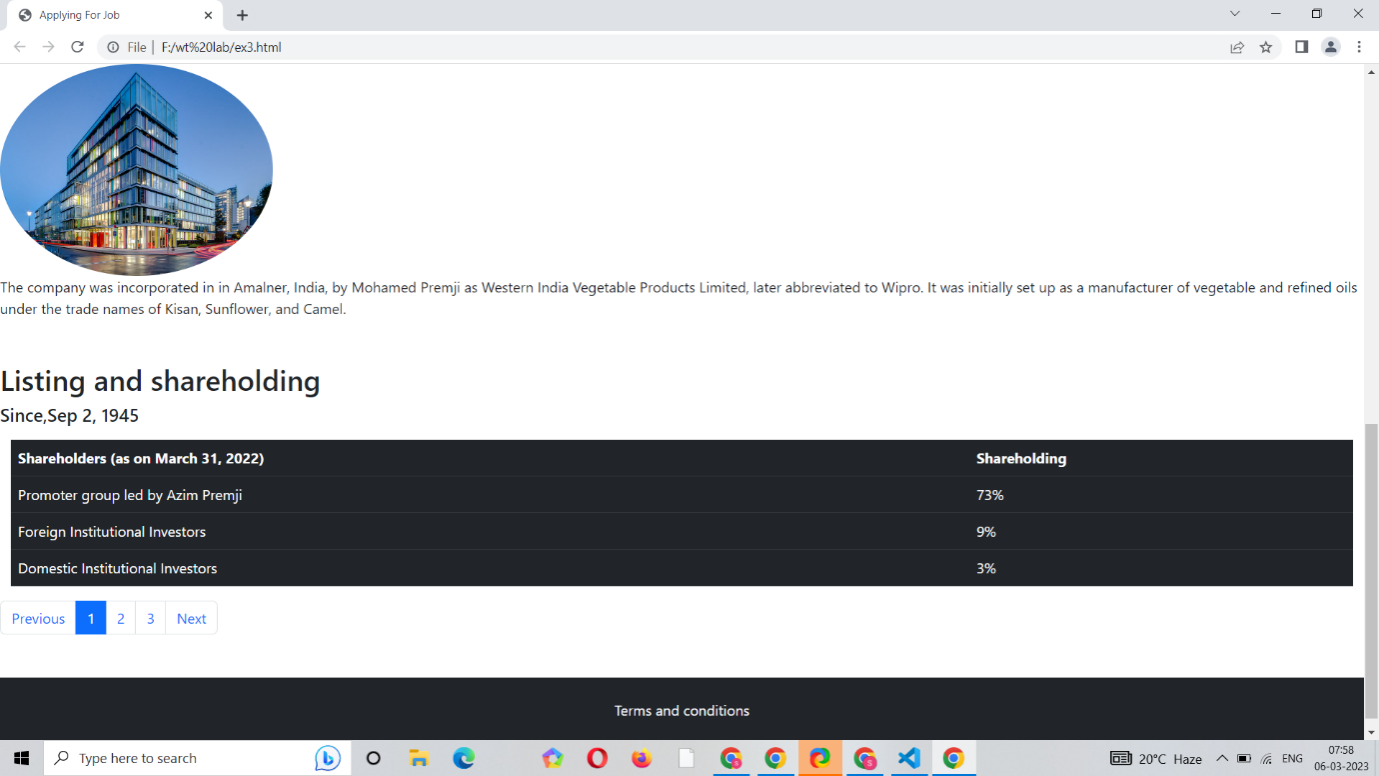 Applying For Job
File | F:/wt%20lab/ex3.html
The company was incorporated in in Amalner, India, by Mohamed Premji as Western India Vegetable Products Limited, later abbreviated to Wipro. It was initially set up as a manufacturer of vegetable and refined oils
under the trade names of Kisan, Sunflower, and Camel.
Listing and shareholding
Since,Sep 2, 1945
Shareholders (as on March 31, 2022) Shareholding
Promoter group led by Azim Premji 73%
Foreign Institutional Investors 9%
Domestic Institutional Investors 3%
Previous 1 2 3 Next
Terms and conditions
Type here to search 20°C Haze ENG 07:58
06-03-2023